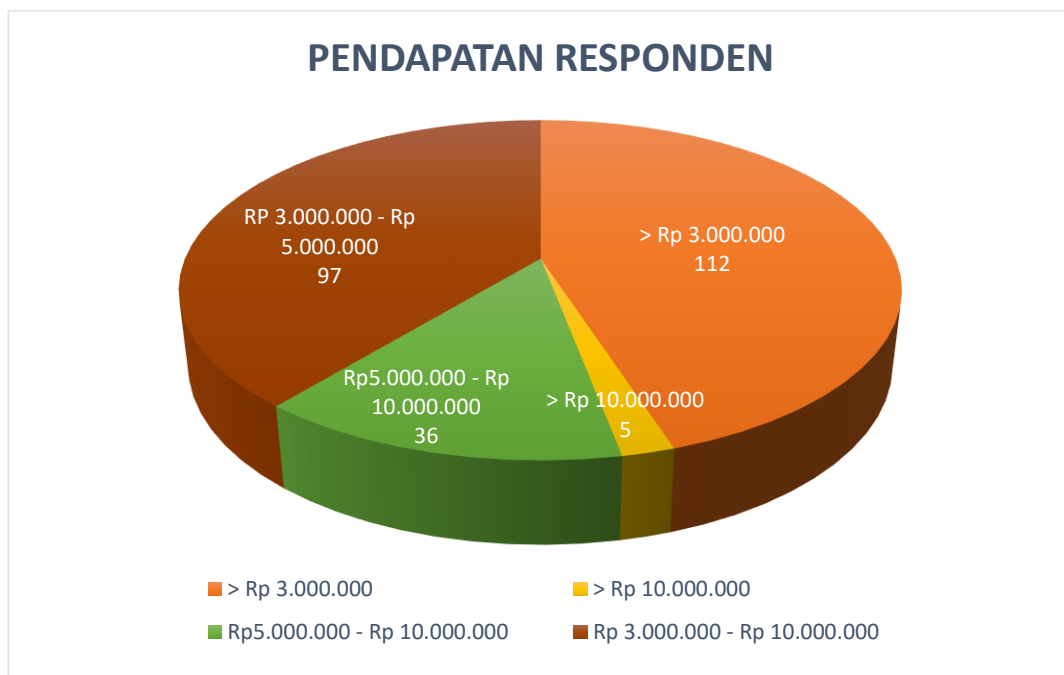 PENDAPATAN RESPONDEN
RP 3.000.000 - Rp
5.000.000
97
> Rp 3.000.000
112
Rp5.000.000 - Rp
10.000.000
36
> Rp 10.000.000
5
> Rp 3.000.000
> Rp 10.000.000
Rp5.000.000 - Rp 10.000.000
Rp 3.000.000 - Rp 10.000.000